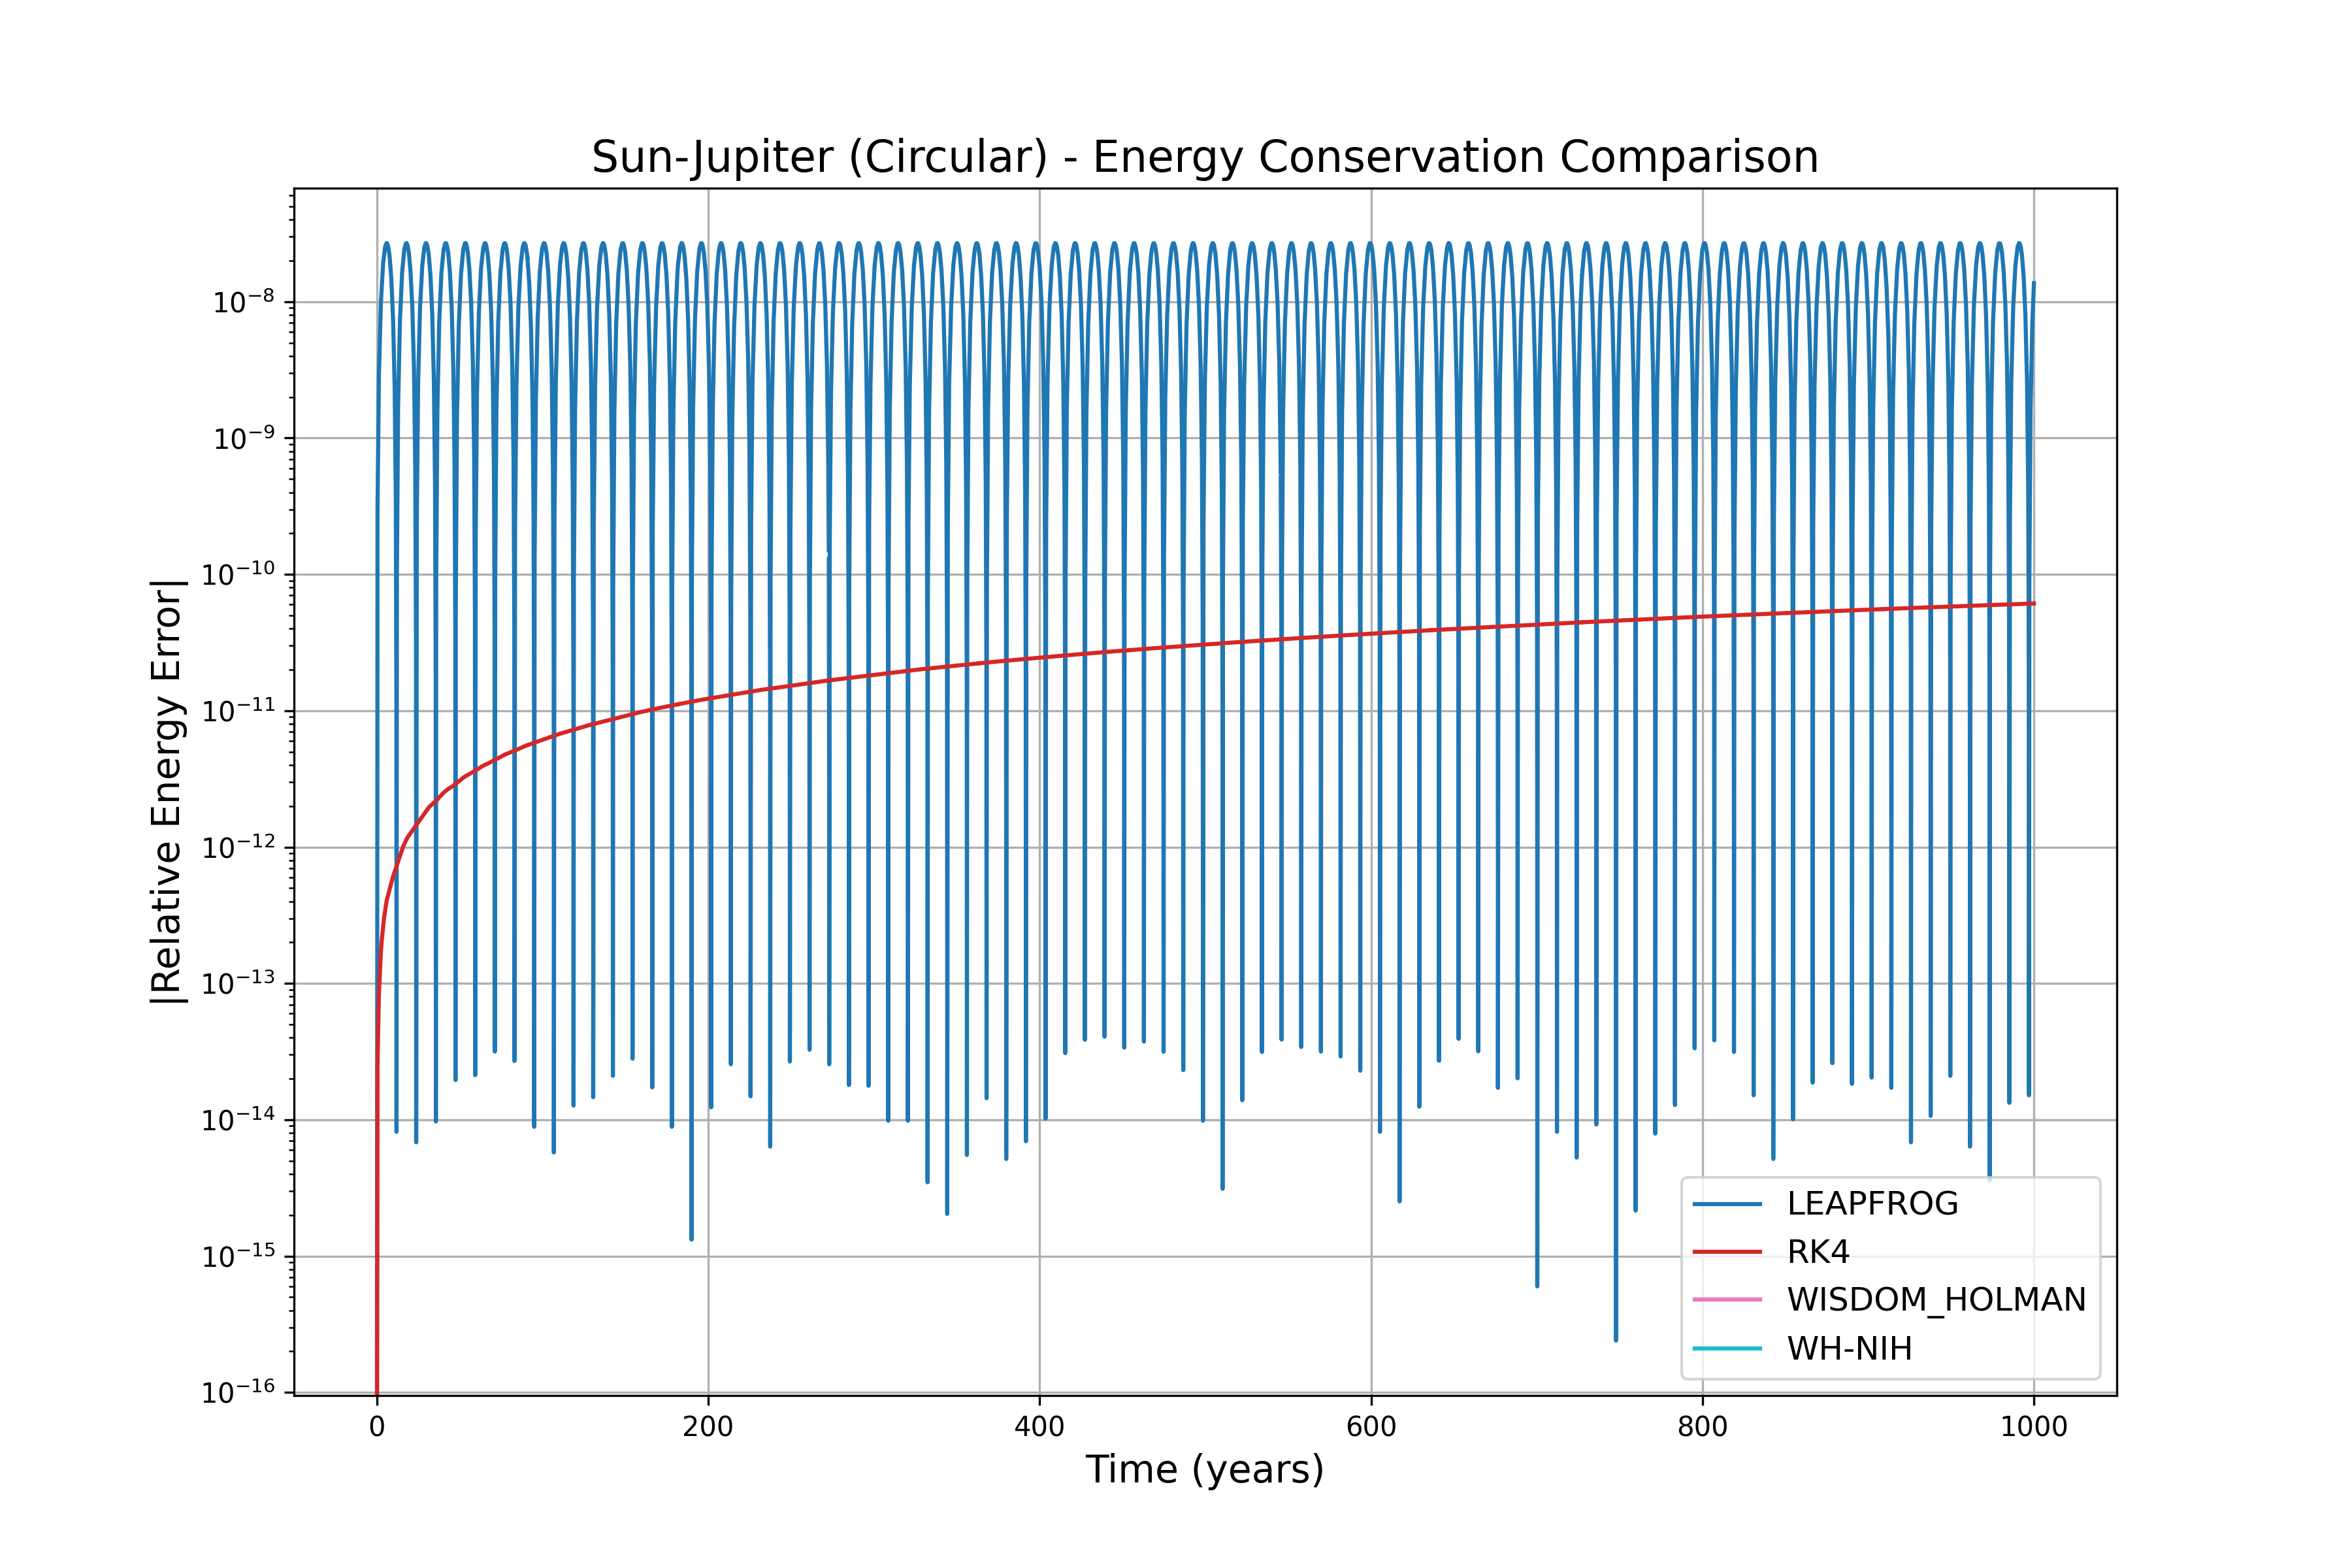 Sun-Jupiter (Circular) - Energy Conservation Comparison
|Relative Energy Error|
10⁻⁸
10⁻⁹
10⁻¹⁰
10⁻¹¹
10⁻¹²
10⁻¹³
10⁻¹⁴
10⁻¹⁵
10⁻¹⁶
0 200 400 600 800 1000
Time (years)
LEAPFROG
RK4
WISDOM_HOLMAN
WH-NIH